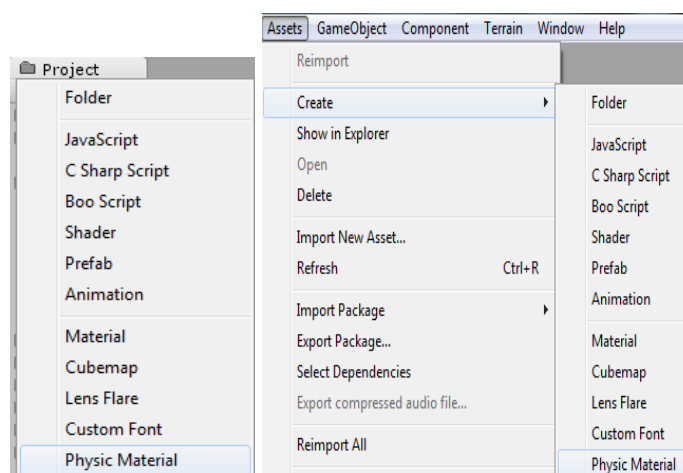 Project
Folder
JavaScript
C Sharp Script
Boo Script
Shader
Prefab
Animation
Material
Cubemap
Lens Flare
Custom Font
Physic Material
Assets GameObject Component Terrain Window Help
Reimport
Create
Show in Explorer
Open
Delete
Import New Asset...
Refresh Ctrl+R
Import Package
Export Package...
Select Dependencies
Export compressed audio file...
Reimport All
Folder
JavaScript
C Sharp Script
Boo Script
Shader
Prefab
Animation
Material
Cubemap
Lens Flare
Custom Font
Physic Material